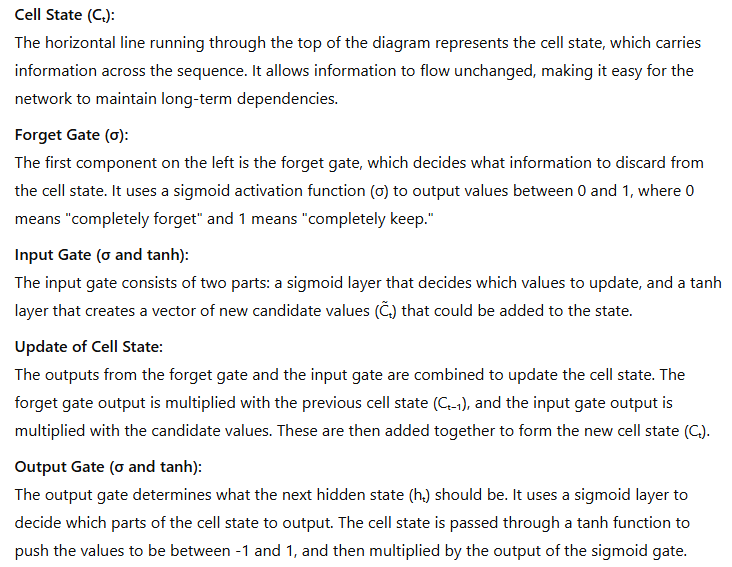 Cell State (Cₜ):
The horizontal line running through the top of the diagram represents the cell state, which carries
information across the sequence. It allows information to flow unchanged, making it easy for the
network to maintain long-term dependencies.
Forget Gate (σ):
The first component on the left is the forget gate, which decides what information to discard from
the cell state. It uses a sigmoid activation function (σ) to output values between 0 and 1, where 0
means "completely forget" and 1 means "completely keep."
Input Gate (σ and tanh):
The input gate consists of two parts: a sigmoid layer that decides which values to update, and a tanh
layer that creates a vector of new candidate values (C̃ₜ) that could be added to the state.
Update of Cell State:
The outputs from the forget gate and the input gate are combined to update the cell state. The
forget gate output is multiplied with the previous cell state (Cₜ₋₁), and the input gate output is
multiplied with the candidate values. These are then added together to form the new cell state (Cₜ).
Output Gate (σ and tanh):
The output gate determines what the next hidden state (hₜ) should be. It uses a sigmoid layer to
decide which parts of the cell state to output. The cell state is passed through a tanh function to
push the values to be between -1 and 1, and then multiplied by the output of the sigmoid gate.